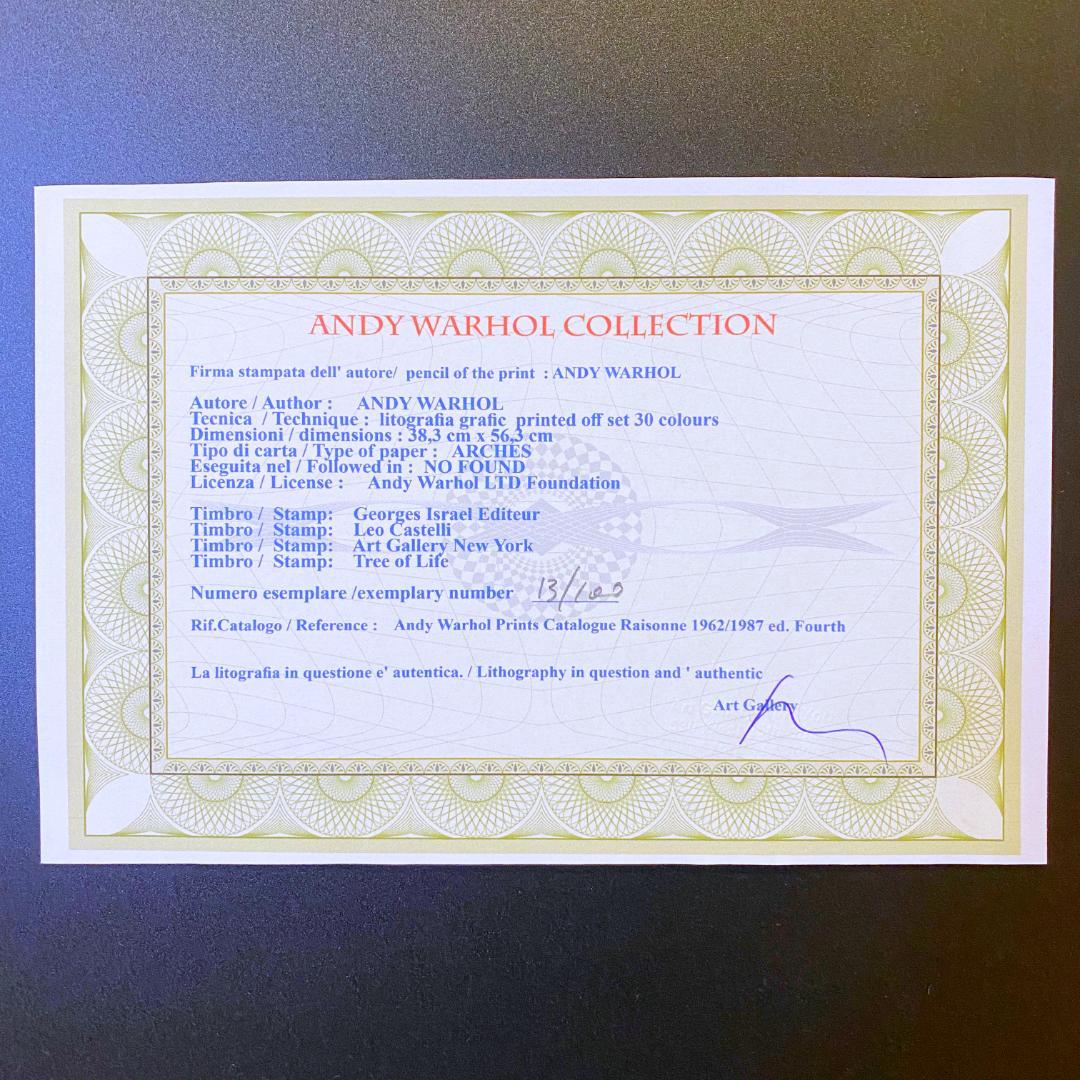 ANDY WARHOL COLLECTION
Firma stampata dell' autore/ pencil of the print : ANDY WARHOL
Autore / Author : ANDY WARHOL
Tecnica / Technique : litografia grafic printed off set 30 colours
Dimensioni / dimensions : 38,3 cm x 56,3 cm
Tipo di carta / Type of paper : ARCHES
Eseguita nel / Followed in : NO FOUND
Licenza / License : Andy Warhol LTD Foundation
Timbro / Stamp: Georges Israel Editeur
Timbro / Stamp: Leo Castelli
Timbro / Stamp: Art Gallery New York
Timbro / Stamp: Tree of Life
Numero esemplare /exemplary number 13/100
Rif.Catalogo / Reference : Andy Warhol Prints Catalogue Raisonne 1962/1987 ed. Fourth
La litografia in questione e' autentica. / Lithography in question and ' authentic
Art Gallery